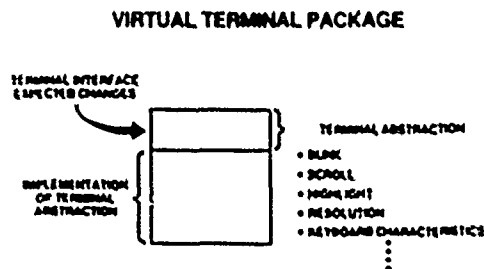 VIRTUAL TERMINAL PACKAGE
TERMINAL INTERFACE
EXPECTED CHANGES
TERMINAL ABSTRACTION
• BLINK
• SCROLL
• HIGHLIGHT
• RESOLUTION
• KEYBOARD CHARACTERISTICS
IMPLEMENTATION
OF TERMINAL
ABSTRACTION